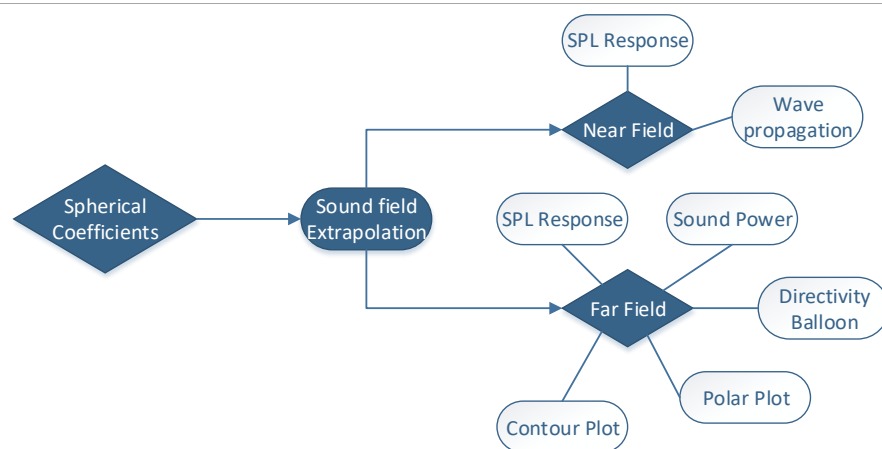 SPL Response
Near Field
Wave
propagation
Spherical
Coefficients
Sound field
Extrapolation
SPL Response
Sound Power
Far Field
Directivity
Balloon
Polar Plot
Contour Plot